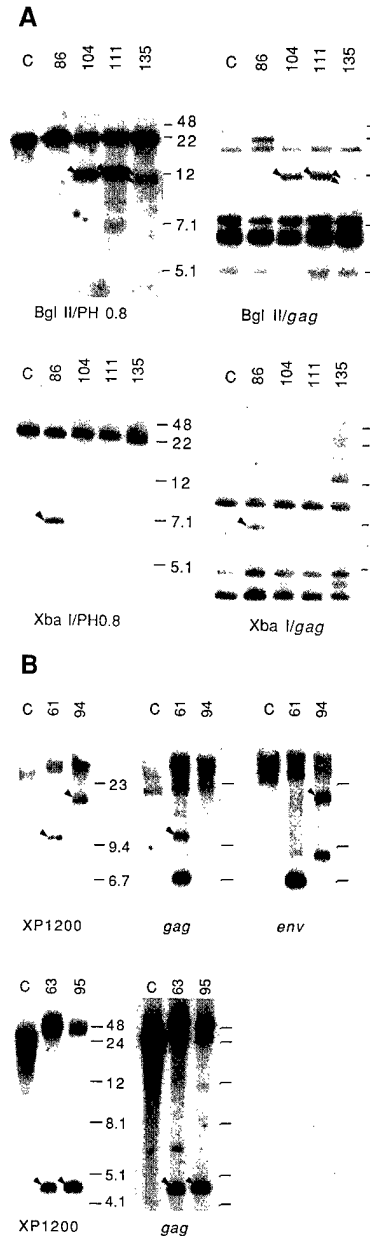 A
C 86 104 111 135
48
22
12
7.1
5.1
Bgl II/PH 0.8
C 86 104 111 135
Bgl II/gag
C 86 104 111 135
48
22
12
7.1
5.1
Xba I/PH0.8
C 86 104 111 135
Xba I/gag
B
C 61 94
23
9.4
6.7
XP1200
C 61 94
gag
C 61 94
env
C 63 95
48
24
12
8.1
5.1
4.1
XP1200
C 63 95
gag